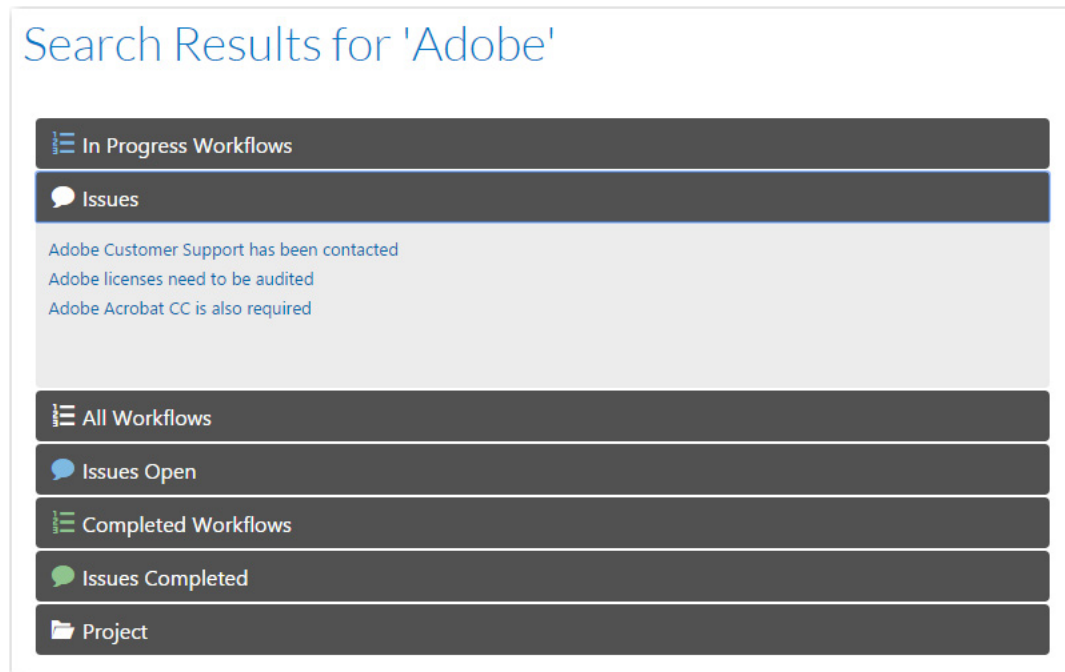 Search Results for 'Adobe'
In Progress Workflows
Issues
Adobe Customer Support has been contacted
Adobe licenses need to be audited
Adobe Acrobat CC is also required
All Workflows
Issues Open
Completed Workflows
Issues Completed
Project